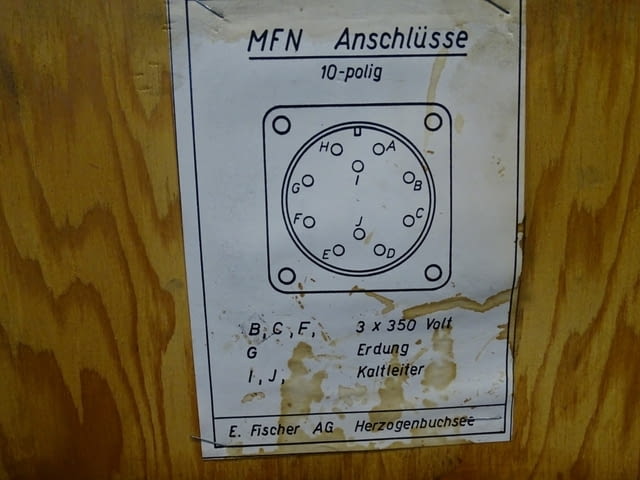 MFN Anschlüsse
10-polig
H A
I
G B
F C
J
E D
B, C, F, 3 x 350 Volt
G Erdung
I, J, Kaltleiter
E. Fischer AG Herzogenbuchsee